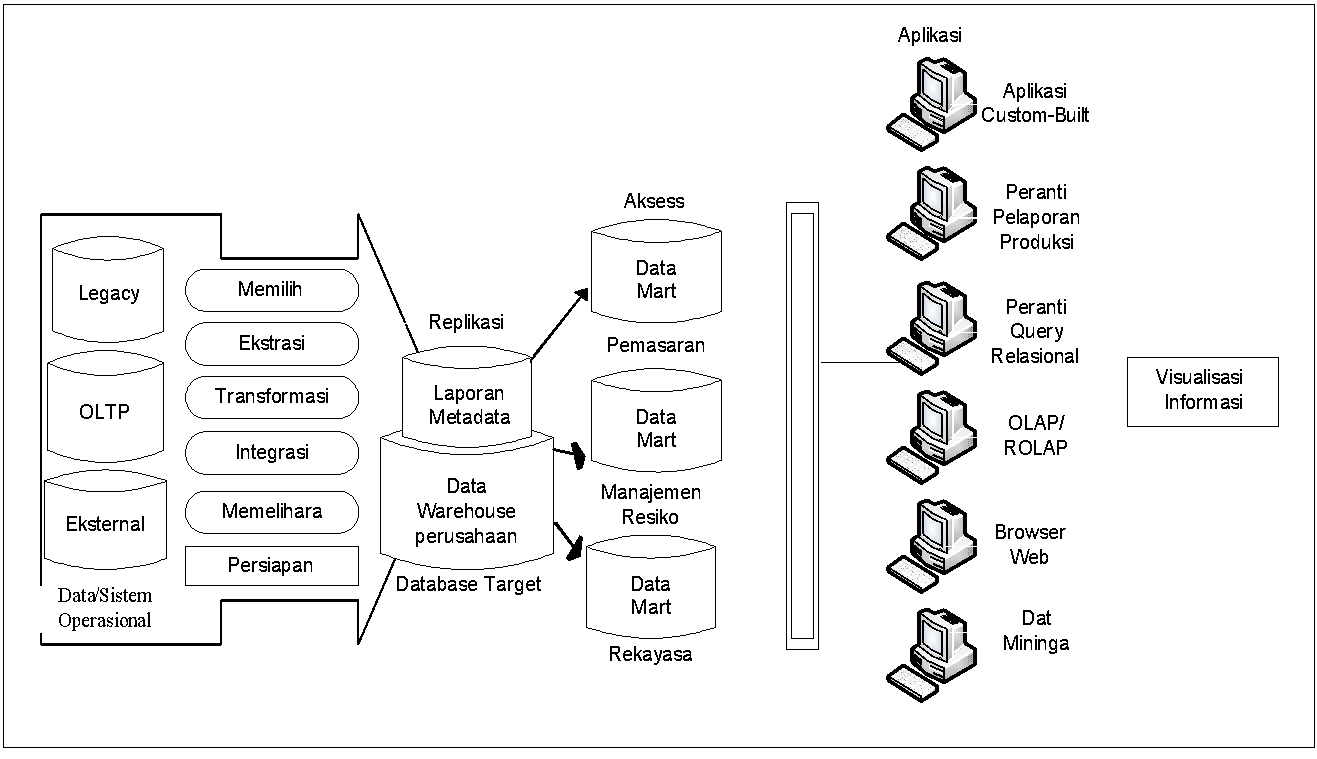 Legacy
OLTP
Eksternal
Data/Sistem
Operasional
Memilih
Ekstrasi
Transformasi
Integrasi
Memelihara
Persiapan
Replikasi
Laporan
Metadata
Data
Warehouse
perusahaan
Database Target
Aksess
Data
Mart
Pemasaran
Data
Mart
Manajemen
Resiko
Data
Mart
Rekayasa
Aplikasi
Aplikasi
Custom-Built
Peranti
Pelaporan
Produksi
Peranti
Query
Relasional
OLAP/
ROLAP
Browser
Web
Dat
Mininga
Visualisasi
Informasi